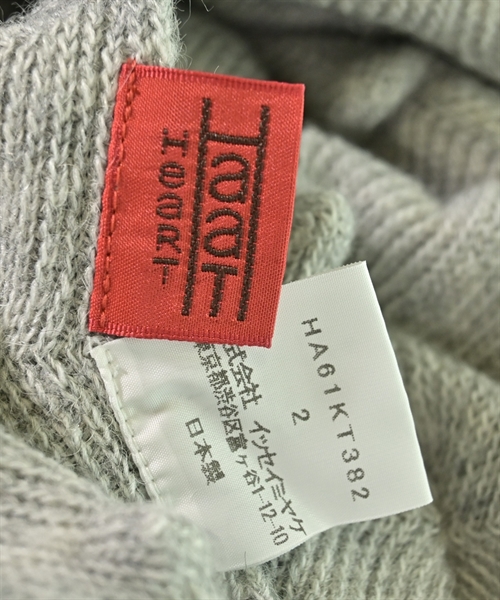 HaaT
HeaRT
HA61KT382
2
式会社 イッセイミヤケ
東京都渋谷区富ヶ谷1-12-10
日本製